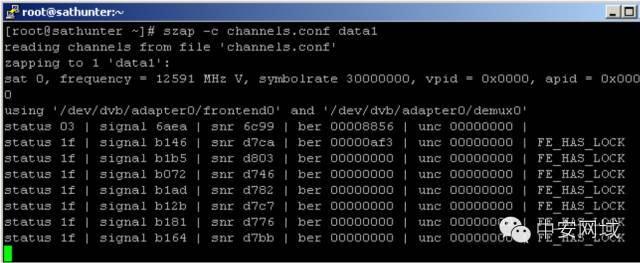 root@sathunter:~
[root@sathunter ~]# szap -c channels.conf data1
reading channels from file 'channels.conf'
zapping to 1 'data1':
sat 0, frequency = 12591 MHz V, symbolrate 30000000, vpid = 0x0000, apid = 0x000
0
using '/dev/dvb/adapter0/frontend0' and '/dev/dvb/adapter0/demux0'
status 03 | signal 6aea | snr 6c99 | ber 00008856 | unc 00000000 |
status 1f | signal b146 | snr d7ca | ber 00000af3 | unc 00000000 | FE_HAS_LOCK
status 1f | signal b1b5 | snr d803 | ber 00000000 | unc 00000000 | FE_HAS_LOCK
status 1f | signal b072 | snr d746 | ber 00000000 | unc 00000000 | FE_HAS_LOCK
status 1f | signal b1ad | snr d782 | ber 00000000 | unc 00000000 | FE_HAS_LOCK
status 1f | signal b12b | snr d7c7 | ber 00000000 | unc 00000000 | FE_HAS_LOCK
status 1f | signal b181 | snr d776 | ber 00000000 | unc 00000000 | FE_HAS_LOCK
status 1f | signal b164 | snr d7bb | ber 00000000 | unc 00000000 | FE_HAS_LOCK
中安网域